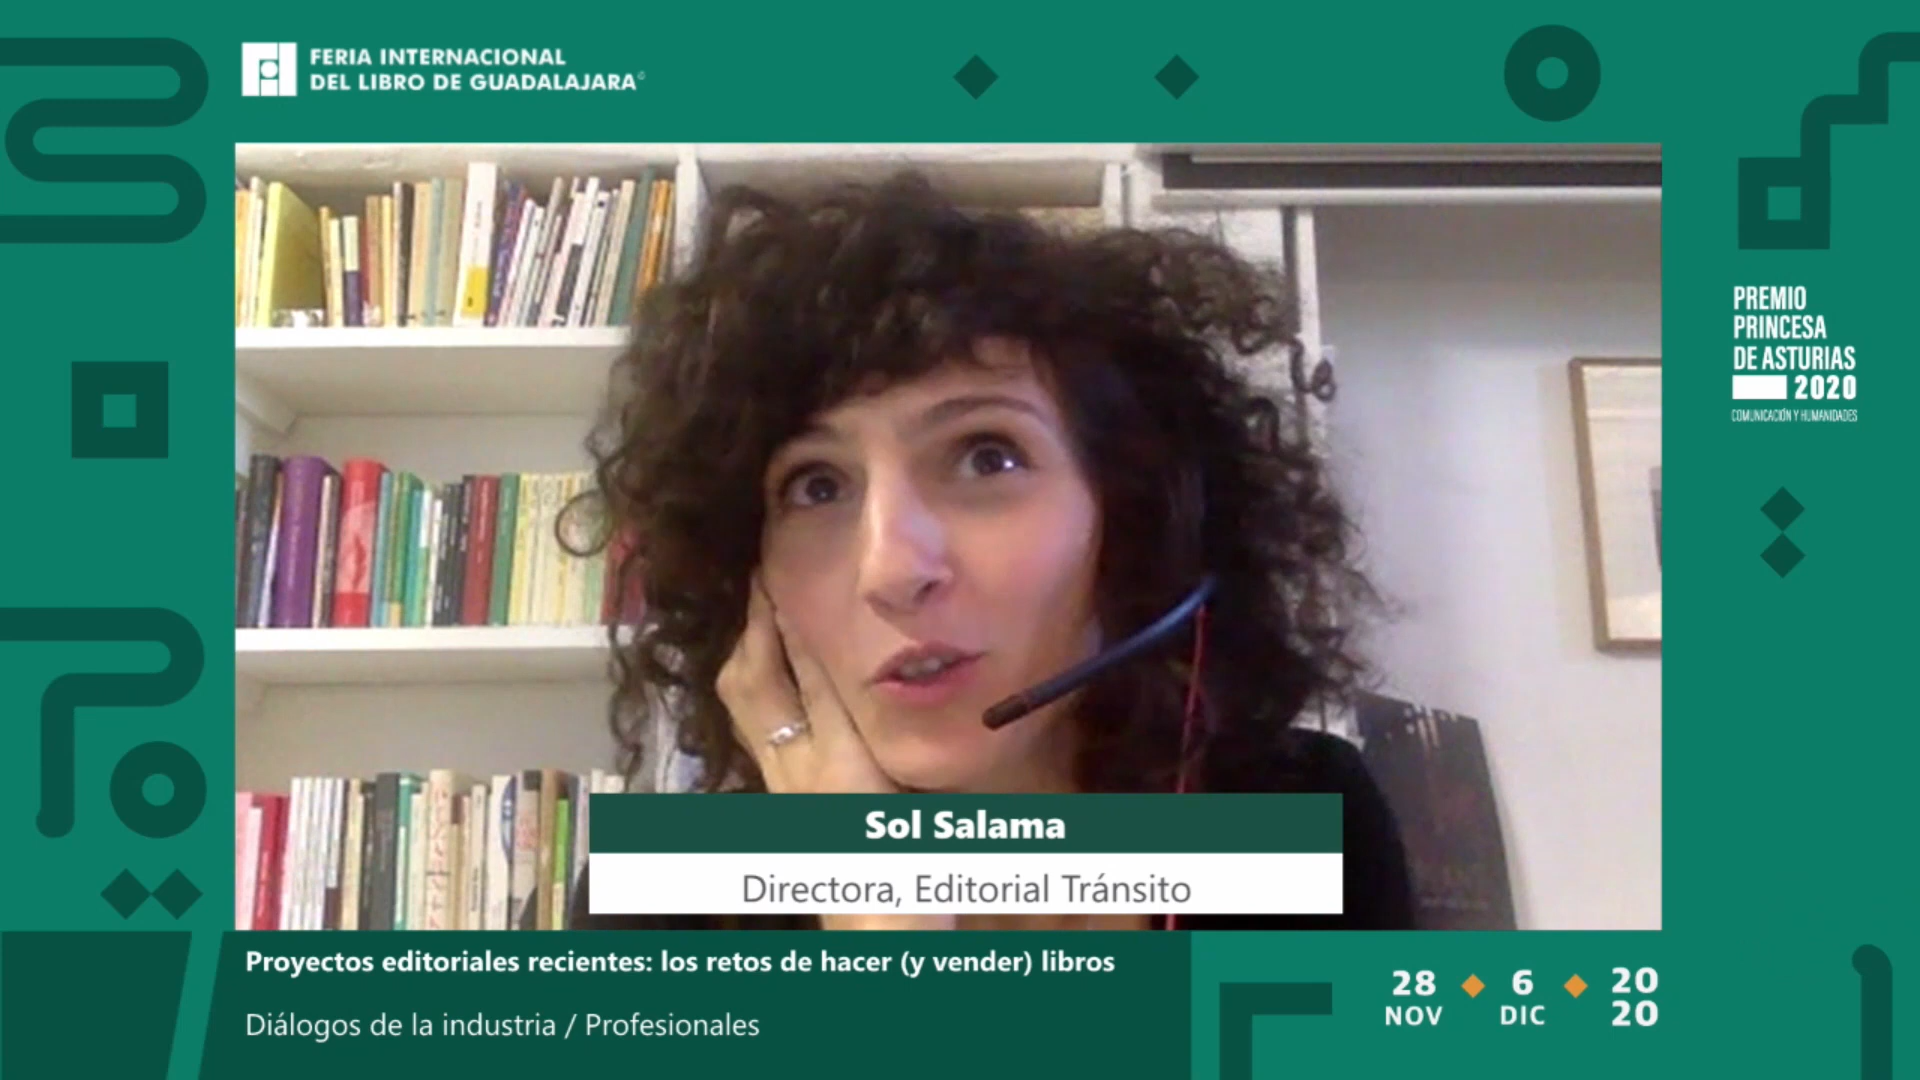 FERIA INTERNACIONAL
DEL LIBRO DE GUADALAJARA
PREMIO
PRINCESA
DE ASTURIAS
2020
COMUNICACIÓN Y HUMANIDADES
Sol Salama
Directora, Editorial Tránsito
Proyectos editoriales recientes: los retos de hacer (y vender) libros
Diálogos de la industria / Profesionales
28 6 20
NOV DIC 20